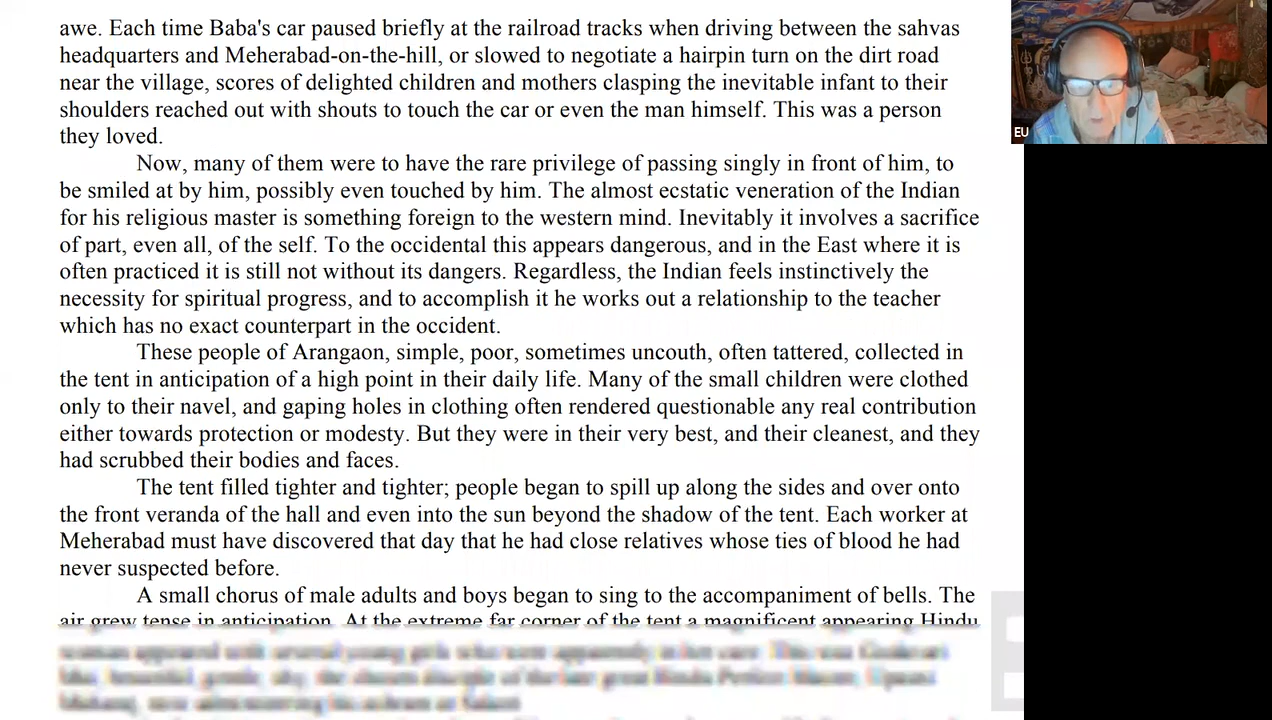 awe. Each time Baba's car paused briefly at the railroad tracks when driving between the sahvas
headquarters and Meherabad-on-the-hill, or slowed to negotiate a hairpin turn on the dirt road
near the village, scores of delighted children and mothers clasping the inevitable infant to their
shoulders reached out with shouts to touch the car or even the man himself. This was a person
they loved.
Now, many of them were to have the rare privilege of passing singly in front of him, to
be smiled at by him, possibly even touched by him. The almost ecstatic veneration of the Indian
for his religious master is something foreign to the western mind. Inevitably it involves a sacrifice
of part, even all, of the self. To the occidental this appears dangerous, and in the East where it is
often practiced it is still not without its dangers. Regardless, the Indian feels instinctively the
necessity for spiritual progress, and to accomplish it he works out a relationship to the teacher
which has no exact counterpart in the occident.
These people of Arangaon, simple, poor, sometimes uncouth, often tattered, collected in
the tent in anticipation of a high point in their daily life. Many of the small children were clothed
only to their navel, and gaping holes in clothing often rendered questionable any real contribution
either towards protection or modesty. But they were in their very best, and their cleanest, and they
had scrubbed their bodies and faces.
The tent filled tighter and tighter; people began to spill up along the sides and over onto
the front veranda of the hall and even into the sun beyond the shadow of the tent. Each worker at
Meherabad must have discovered that day that he had close relatives whose ties of blood he had
never suspected before.
A small chorus of male adults and boys began to sing to the accompaniment of bells. The
air grew tense in anticipation. At the extreme far corner of the tent a magnificent appearing Hindu
EU